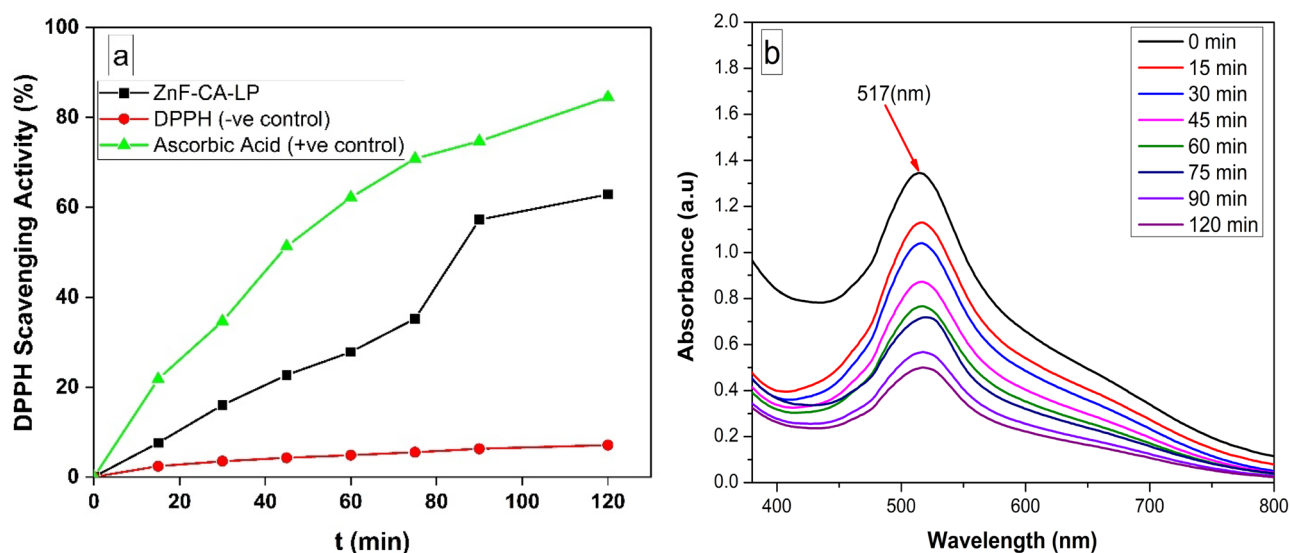 a
ZnF-CA-LP
DPPH (-ve control)
Ascorbic Acid (+ve control)
DPPH Scavenging Activity (%)
100
80
60
40
20
0
0 20 40 60 80 100 120
t (min)
b
517(nm)
0 min
15 min
30 min
45 min
60 min
75 min
90 min
120 min
Absorbance (a.u)
2.0
1.8
1.6
1.4
1.2
1.0
0.8
0.6
0.4
0.2
0.0
400 500 600 700 800
Wavelength (nm)